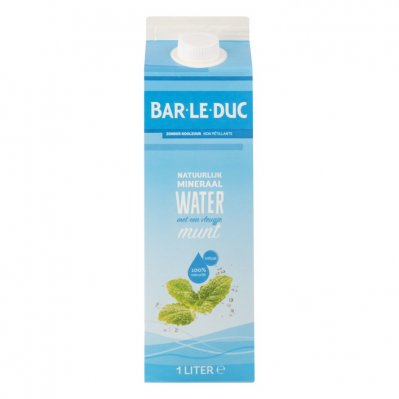 BAR·LE·DUC
ZONDER KOOLZUUR NON PÉTILLANTE
NATUURLIJK
MINERAAL
WATER
met een vleugje
munt
100%
1 LITER ℮